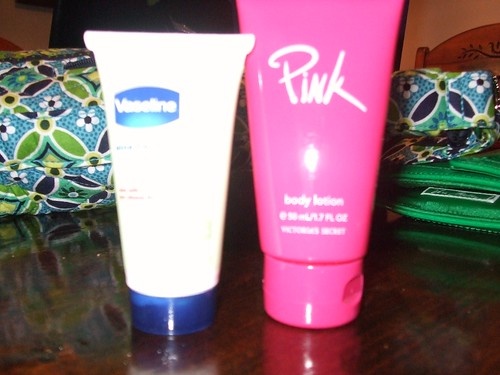 Vaseline
Pink
body lotion
℮ 50 mL/1.7 FL OZ
VICTORIA'S SECRET